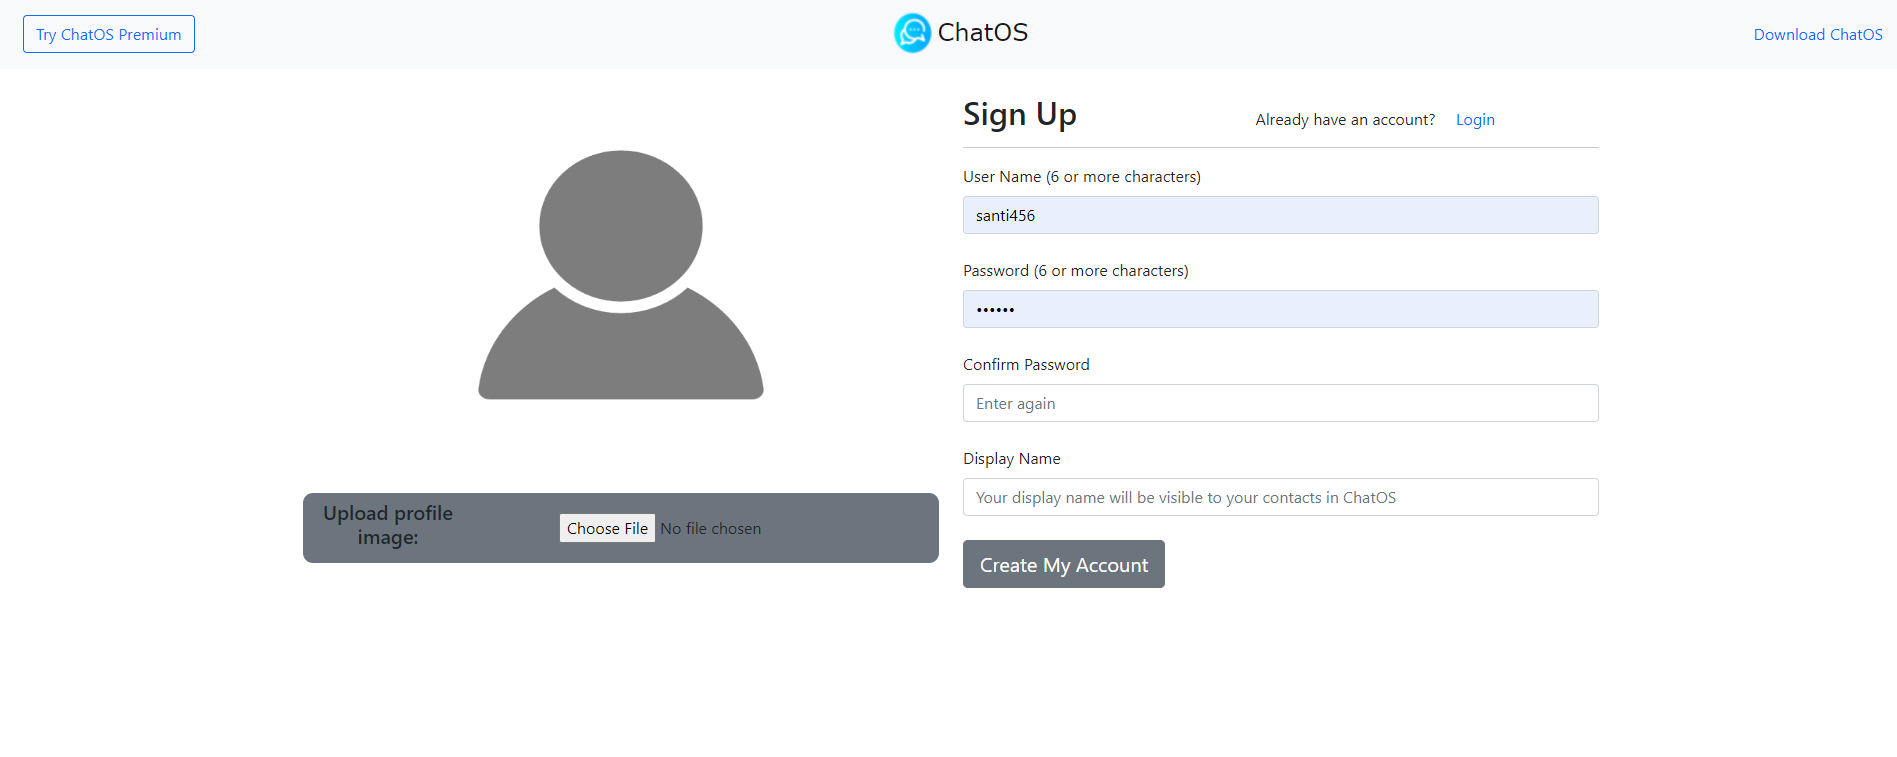 Try ChatOS Premium
ChatOS
Download ChatOS
Sign Up
Already have an account? Login
User Name (6 or more characters)
santi456
Password (6 or more characters)
••••••
Confirm Password
Enter again
Display Name
Your display name will be visible to your contacts in ChatOS
Create My Account
Upload profile
image:
Choose File No file chosen